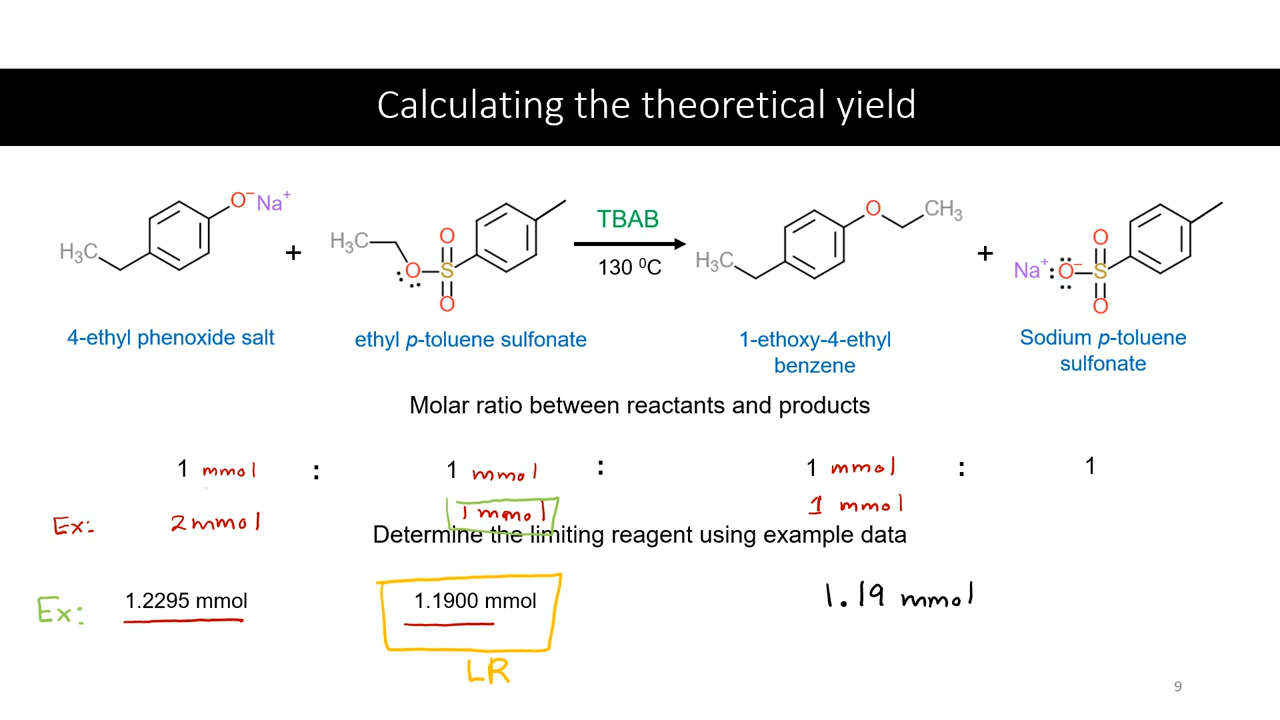 Calculating the theoretical yield
O⁻ Na⁺
H₃C
+
H₃C
O
O
S
O
TBAB
130 ⁰C
O
CH₃
H₃C
+
Na⁺
O⁻
O
S
O
4-ethyl phenoxide salt
ethyl p-toluene sulfonate
1-ethoxy-4-ethyl
benzene
Sodium p-toluene
sulfonate
Molar ratio between reactants and products
1 mmol : 1 mmol : 1 mmol : 1
Ex: 2 mmol 1 mmol 1 mmol
Determine the limiting reagent using example data
Ex: 1.2295 mmol 1.1900 mmol 1.19 mmol
LR
9